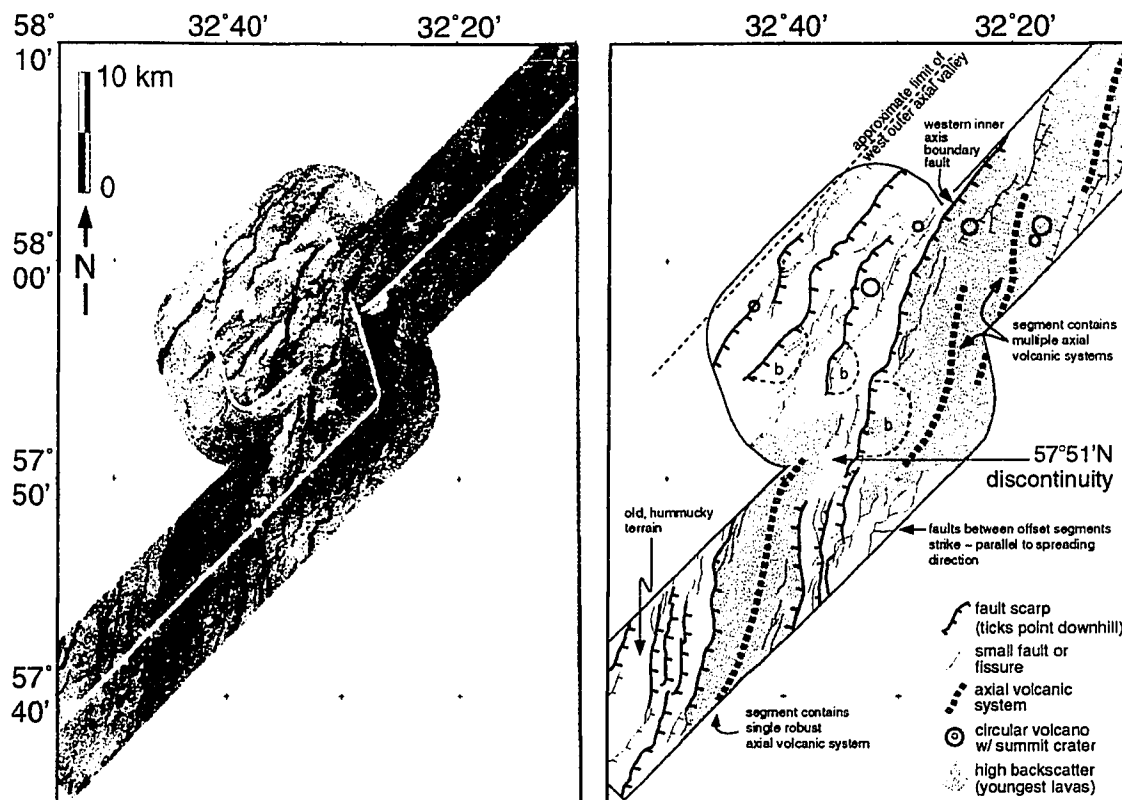 32˚40'
32˚20'
58˚
10'
10 km
0
N
58˚
00'
57˚
50'
57˚
40'
32˚40'
32˚20'
approximate limit of
west outer axial valley
western inner
axis
boundary
fault
segment contains
multiple axial
volcanic systems
b
b
b
57˚51'N
discontinuity
old, hummucky
terrain
faults between offset segments
strike ~ parallel to spreading
direction
segment contains
single robust
axial volcanic system
fault scarp
(ticks point downhill)
small fault or
fissure
axial volcanic
system
circular volcano
w/ summit crater
high backscatter
(youngest lavas)